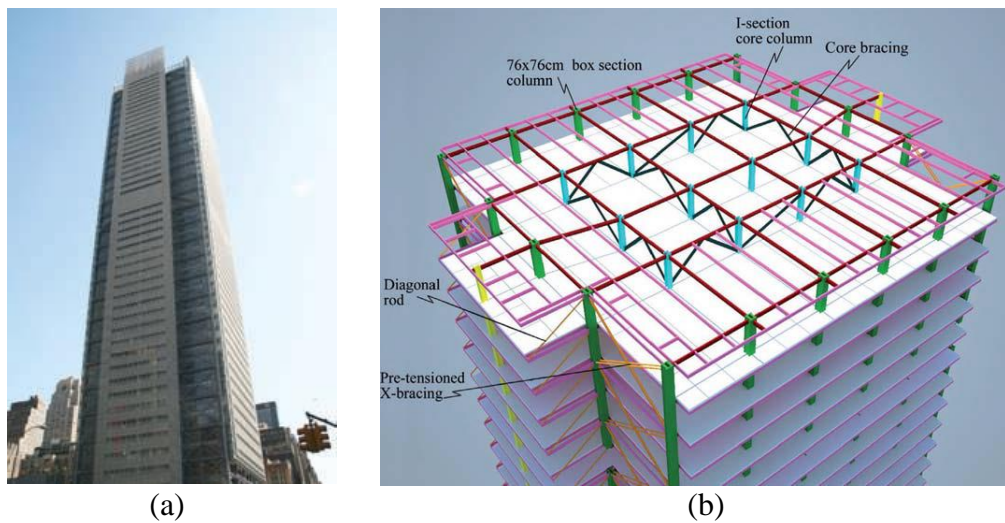 I-section
core column
Core bracing
76x76cm box section
column
Diagonal
rod
Pre-tensioned
X-bracing
(a)
(b)